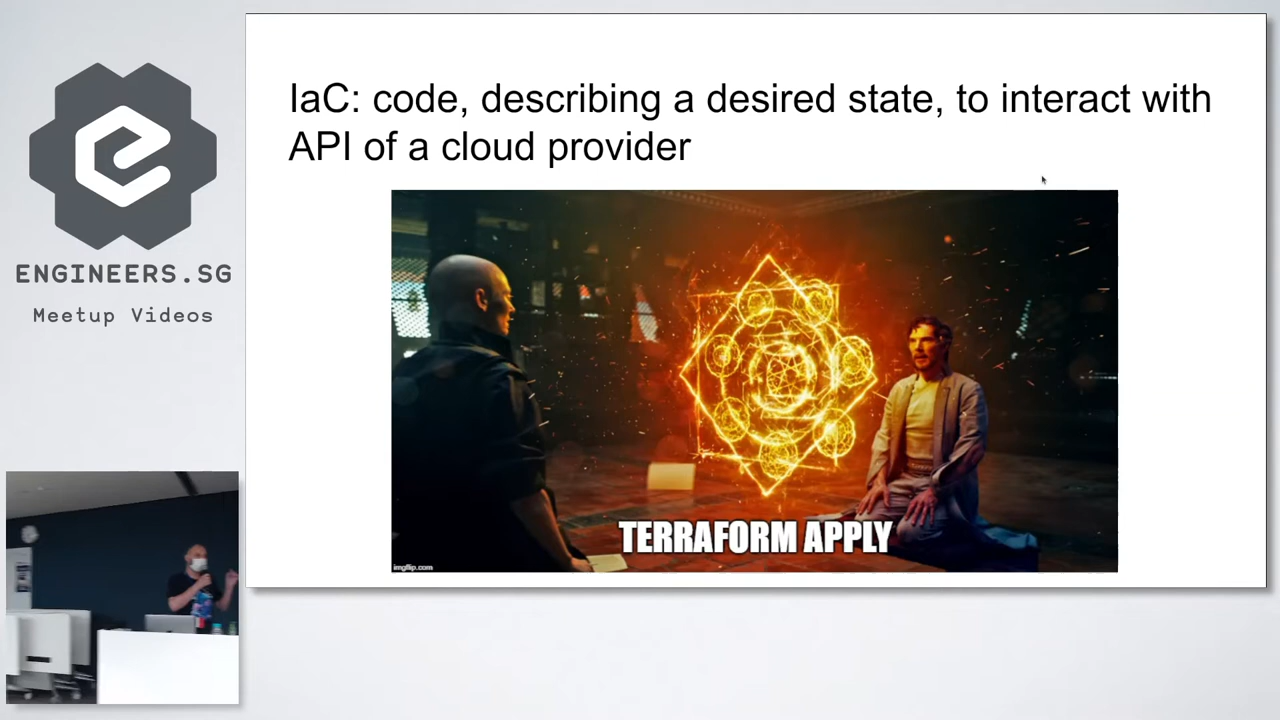 ENGINEERS.SG
Meetup Videos
IaC: code, describing a desired state, to interact with
API of a cloud provider
TERRAFORM APPLY
imgflip.com